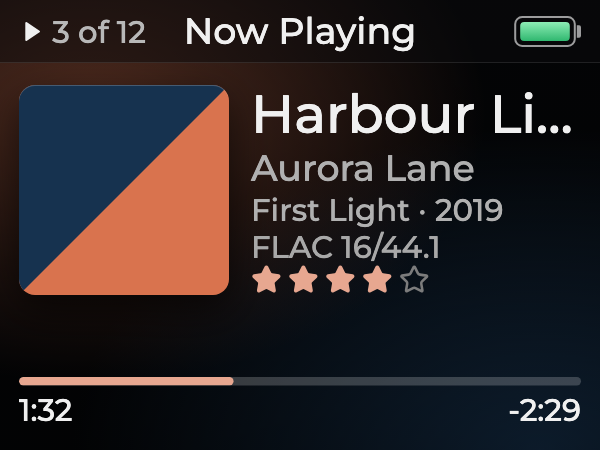 3 of 12
Now Playing
Harbour Li...
Aurora Lane
First Light · 2019
FLAC 16/44.1
1:32
-2:29